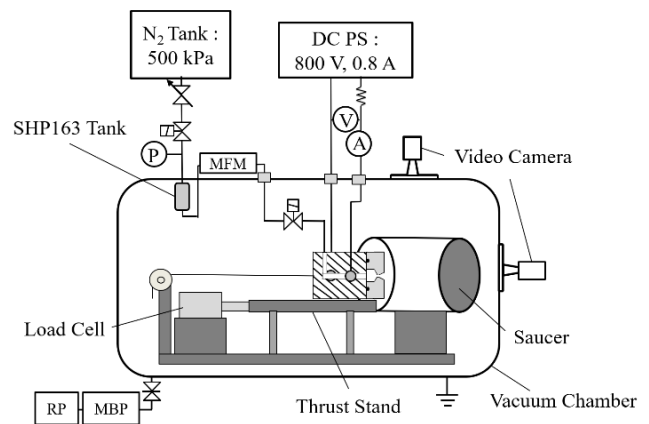 N₂ Tank :
500 kPa
DC PS :
800 V, 0.8 A
SHP163 Tank
V
P
MFM
A
Video Camera
Load Cell
Saucer
RP
MBP
Thrust Stand
Vacuum Chamber